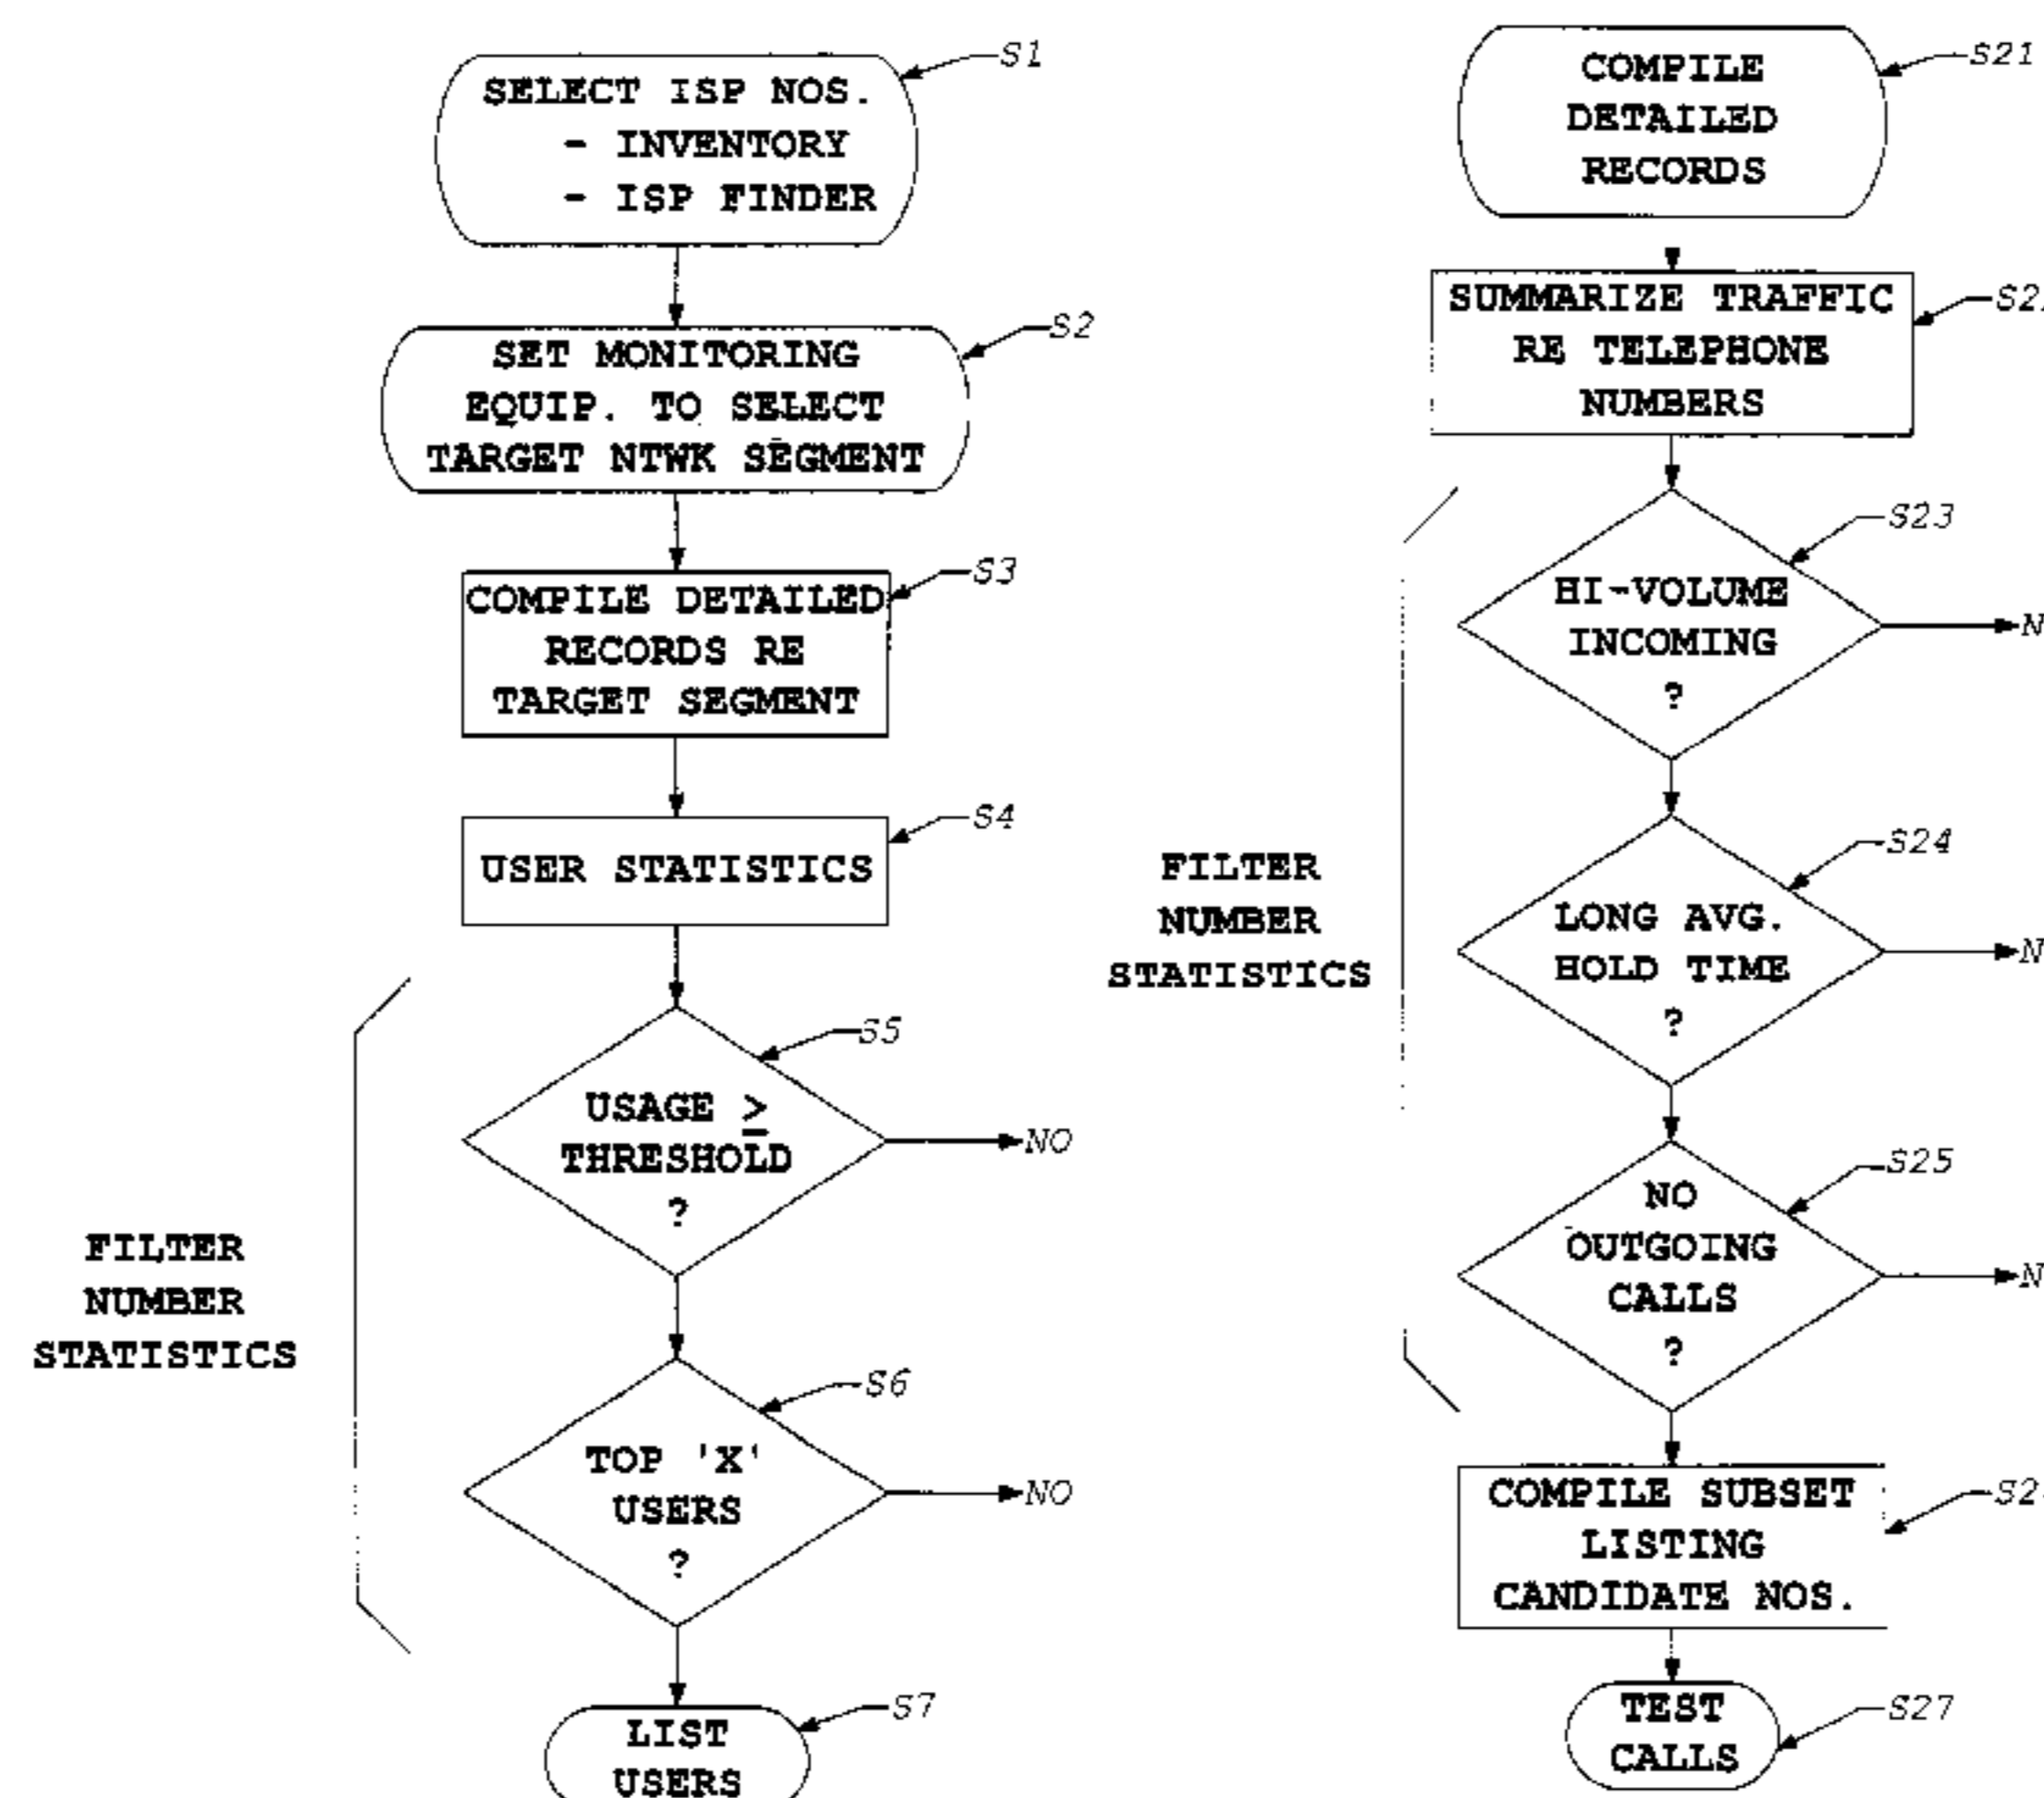 SELECT ISP NOS.
- INVENTORY
- ISP FINDER
S1
SET MONITORING
EQUIP. TO SELECT
TARGET NTWK SEGMENT
S2
COMPILE DETAILED
RECORDS RE
TARGET SEGMENT
S3
USER STATISTICS
S4
FILTER
NUMBER
STATISTICS
USAGE ≥
THRESHOLD
?
S5
NO
TOP 'X'
USERS
?
S6
NO
LIST
USERS
S7
COMPILE
DETAILED
RECORDS
S21
SUMMARIZE TRAFFIC
RE TELEPHONE
NUMBERS
FILTER
NUMBER
STATISTICS
HI-VOLUME
INCOMING
?
S23
LONG AVG.
HOLD TIME
?
S24
NO
OUTGOING
CALLS
?
S25
COMPILE SUBSET
LISTING
CANDIDATE NOS.
TEST
CALLS
S27